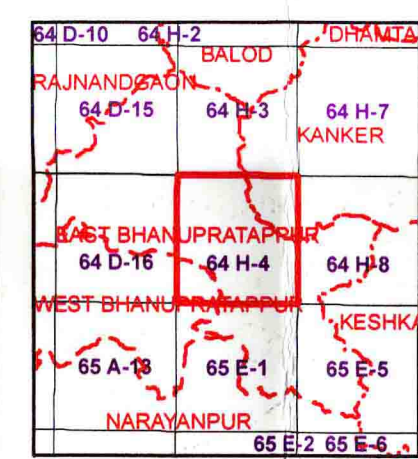 64 D-10 64 H-2 DHAMTA
BALOD
RAJNANDGAON
64 D-15 64 H-3 64 H-7
KANKER
EAST BHANUPRATAPPUR
64 D-16 64 H-4 64 H-8
WEST BHANUPRATAPPUR
KESHKA
65 A-13 65 E-1 65 E-5
NARAYANPUR
65 E-2 65 E-6